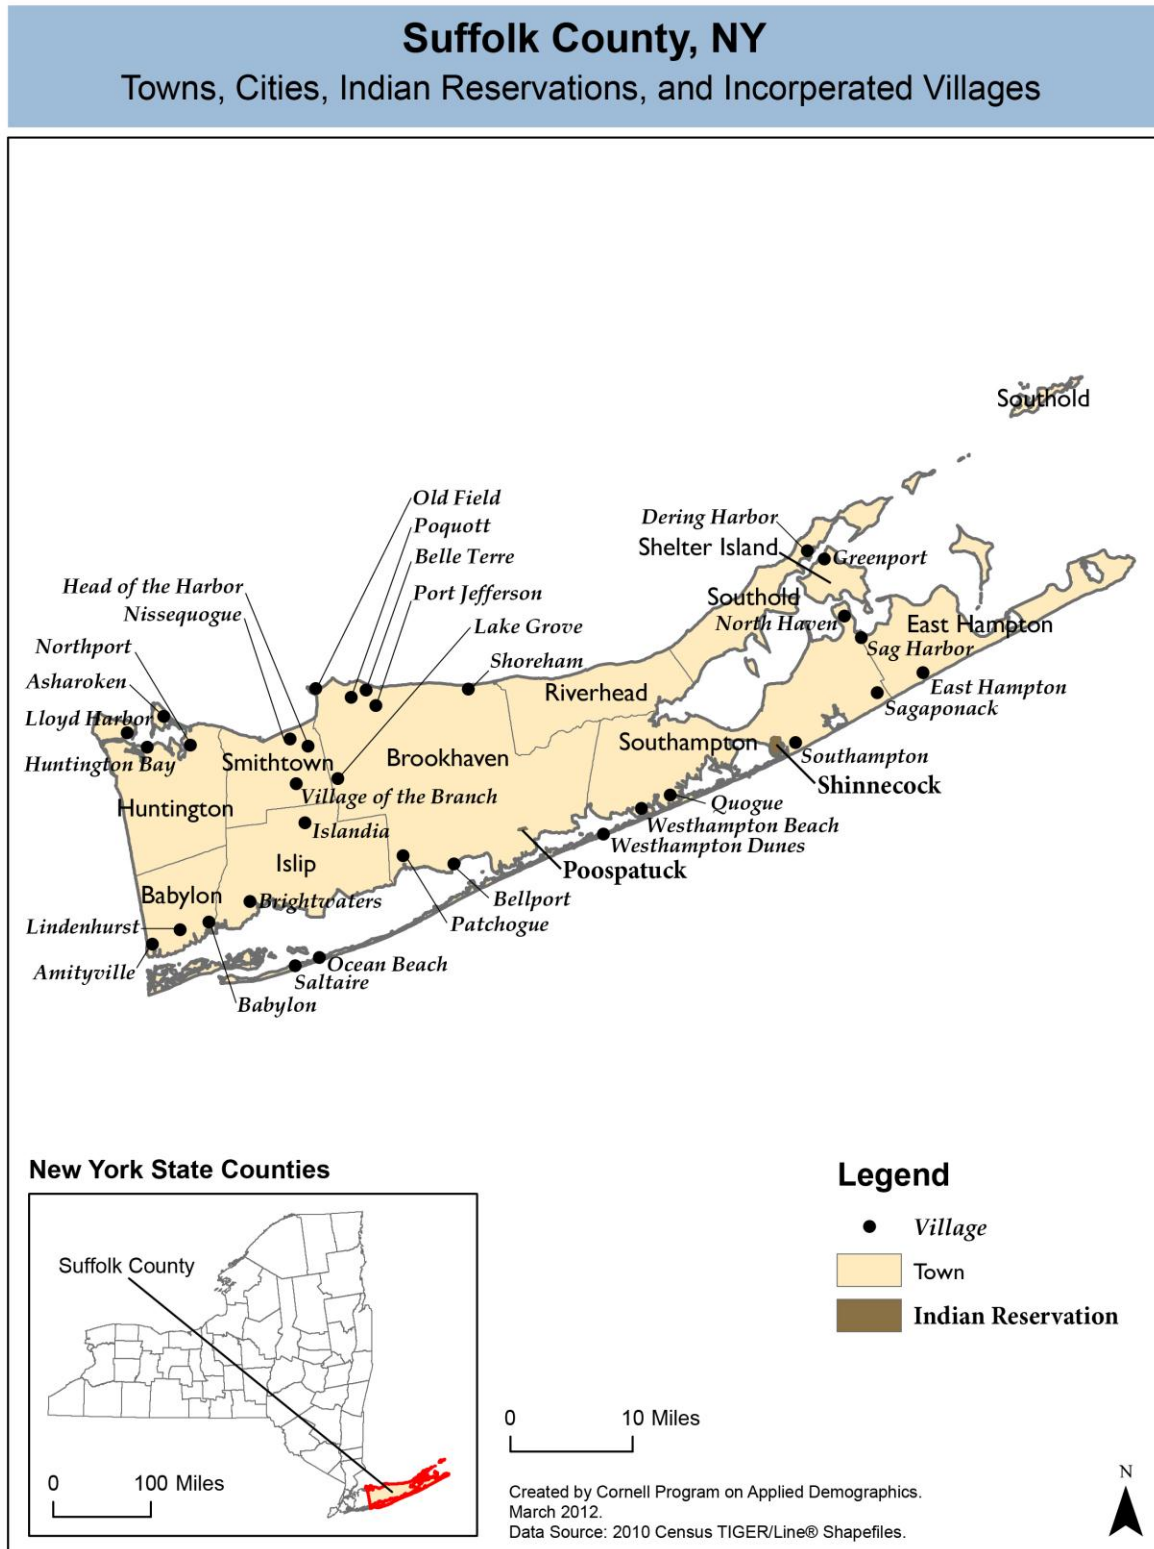 Suffolk County, NY
Towns, Cities, Indian Reservations, and Incorperated Villages
Southold
Old Field
Poquott
Belle Terre
Port Jefferson
Lake Grove
Shoreham
Head of the Harbor
Nissequogue
Northport
Asharoken
Lloyd Harbor
Huntington Bay
Dering Harbor
Shelter Island
Greenport
Southold
North Haven
East Hampton
Sag Harbor
East Hampton
Sagaponack
Riverhead
Southampton
Southampton
Shinnecock
Smithtown
Brookhaven
Village of the Branch
Huntington
Islandia
Quogue
Westhampton Beach
Westhampton Dunes
Poospatuck
Islip
Babylon
Brightwaters
Bellport
Patchogue
Lindenhurst
Amityville
Ocean Beach
Saltaire
Babylon
New York State Counties
Suffolk County
0 100 Miles
Legend
Village
Town
Indian Reservation
0 10 Miles
Created by Cornell Program on Applied Demographics.
March 2012.
Data Source: 2010 Census TIGER/Line® Shapefiles.
N